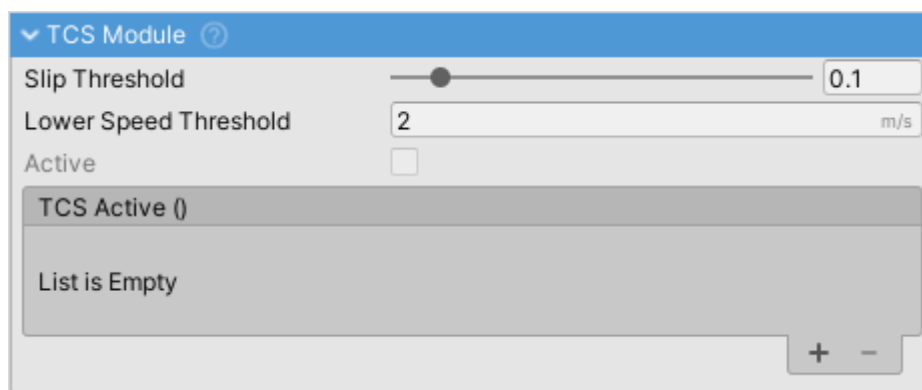 TCS Module ?
Slip Threshold 0.1
Lower Speed Threshold 2 m/s
Active
TCS Active ()
List is Empty
+ −